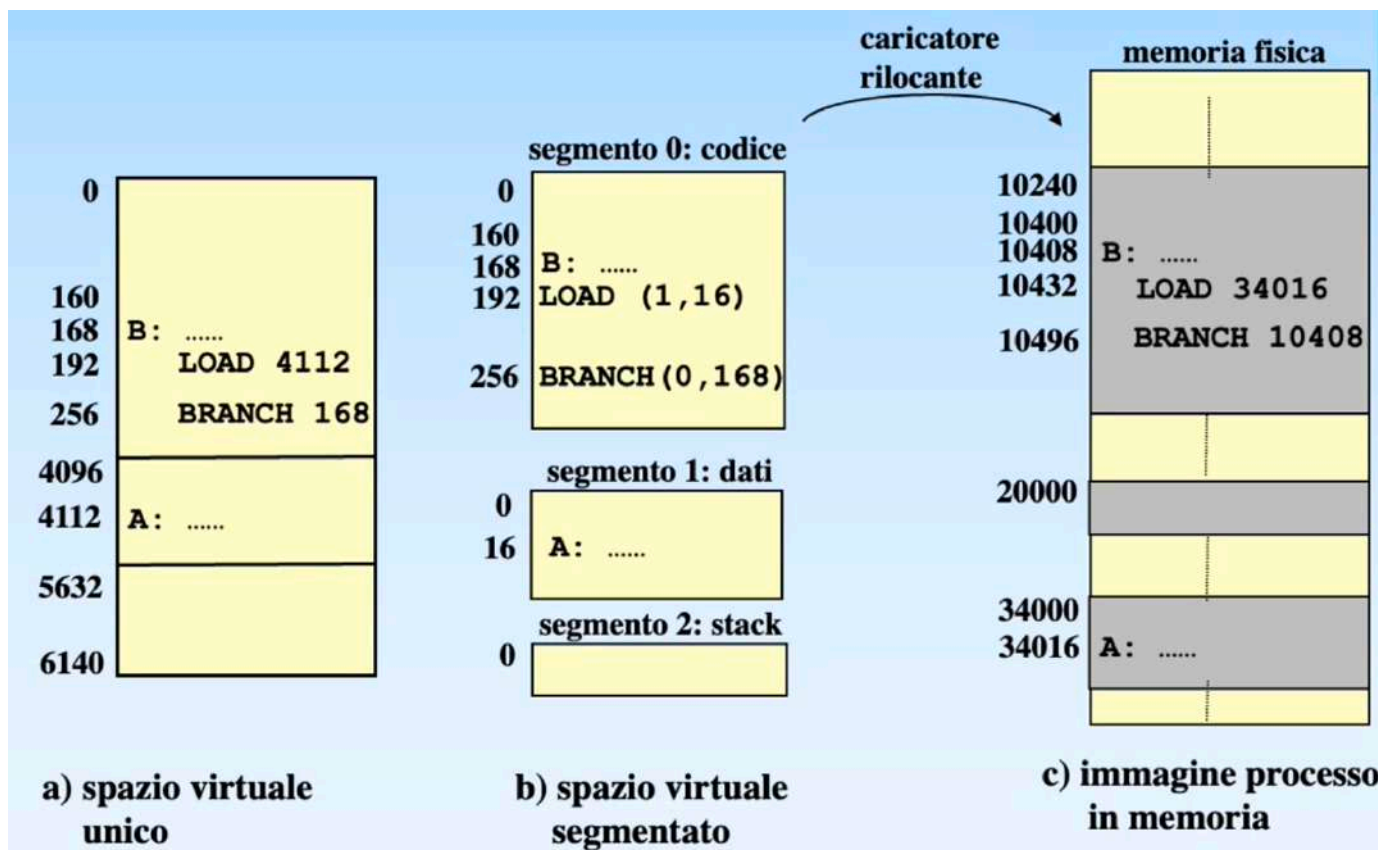 caricatore
rilocante
memoria fisica
0
160
168 B: ......
192 LOAD 4112
256 BRANCH 168
4096
4112 A: ......
5632
6140
a) spazio virtuale
unico
segmento 0: codice
0
160
168 B: ......
192 LOAD (1,16)
256 BRANCH(0,168)
segmento 1: dati
0
16 A: ......
segmento 2: stack
0
b) spazio virtuale
segmentato
10240
10400
10408 B: ......
10432 LOAD 34016
10496 BRANCH 10408
20000
34000
34016 A: ......
c) immagine processo
in memoria